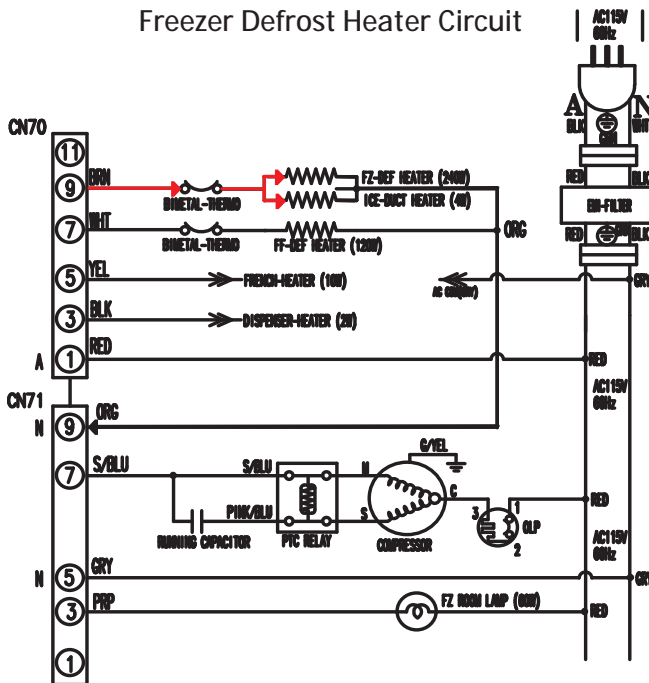 Freezer Defrost Heater Circuit
AC115V
60Hz
A N
BLK WHT
GRN
CN70
11
9 BRN
BIMETAL-THERMO
FZ-DEF HEATER (240W)
ICE-DUCT HEATER (4W)
RED BLK
EMI-FILTER
7 WHT
BIMETAL-THERMO
FF-DEF HEATER (120W)
ORG
RED BLK
5 YEL
FRENCH-HEATER (10W)
GRY
3 BLK
DISPENSER-HEATER (2W)
A 1 RED
RED
AC115V
60Hz
CN71
N 9 ORG
7 S/BLU
S/BLU
PINK/BLU
RUNNING CAPACITOR
PTC RELAY
M
S
C
G/YEL
COMPRESSOR
3 1
2
OLP
RED
AC115V
60Hz
N 5 GRY
GRY
3 PRP
FZ ROOM LAMP (60W)
RED
1